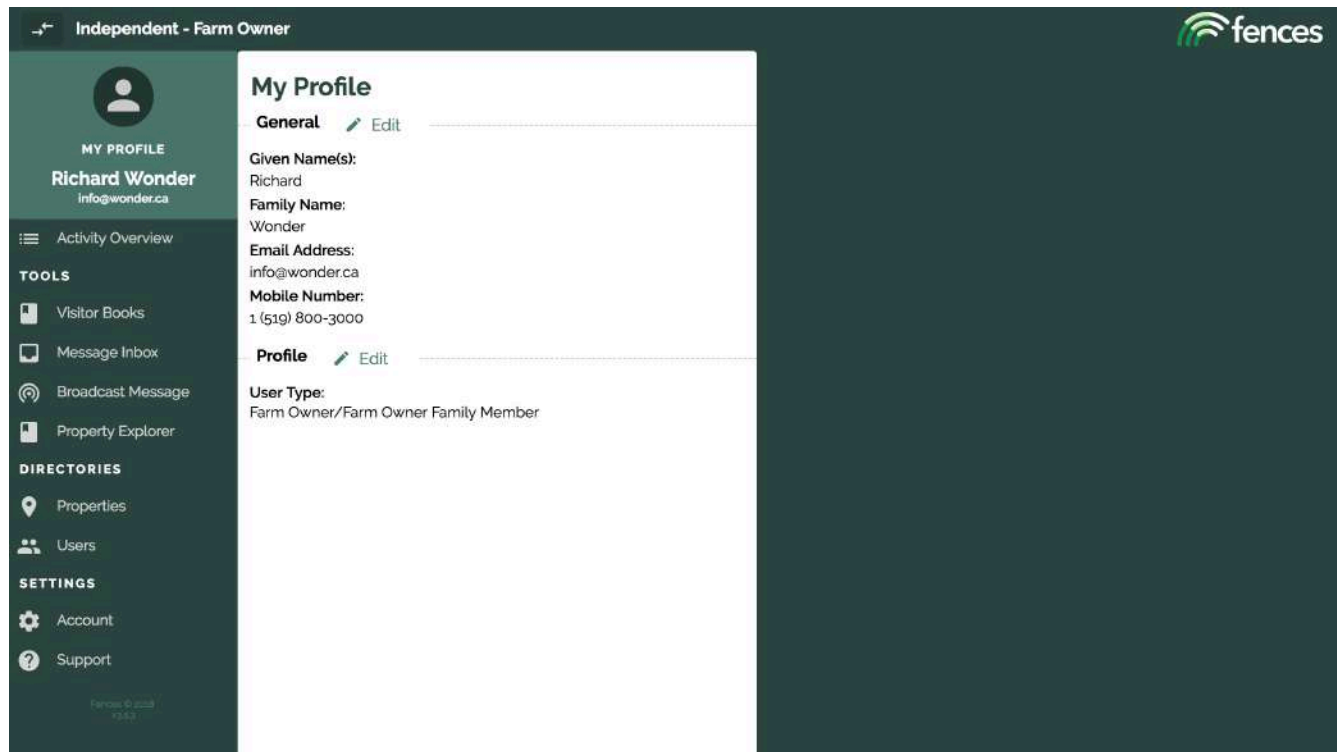 Independent - Farm Owner
fences
MY PROFILE
Richard Wonder
info@wonder.ca
Activity Overview
TOOLS
Visitor Books
Message Inbox
Broadcast Message
Property Explorer
DIRECTORIES
Properties
Users
SETTINGS
Account
Support
My Profile
General Edit
Given Name(s):
Richard
Family Name:
Wonder
Email Address:
info@wonder.ca
Mobile Number:
1 (519) 800-3000
Profile Edit
User Type:
Farm Owner/Farm Owner Family Member